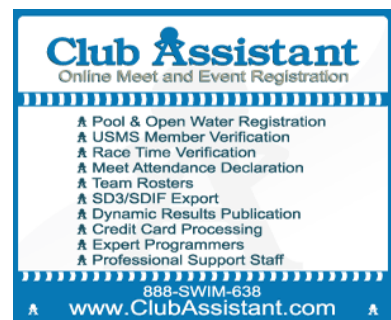 Club Assistant
Online Meet and Event Registration
Pool & Open Water Registration
USMS Member Verification
Race Time Verification
Meet Attendance Declaration
Team Rosters
SD3/SDIF Export
Dynamic Results Publication
Credit Card Processing
Expert Programmers
Professional Support Staff
888-SWIM-638
www.ClubAssistant.com